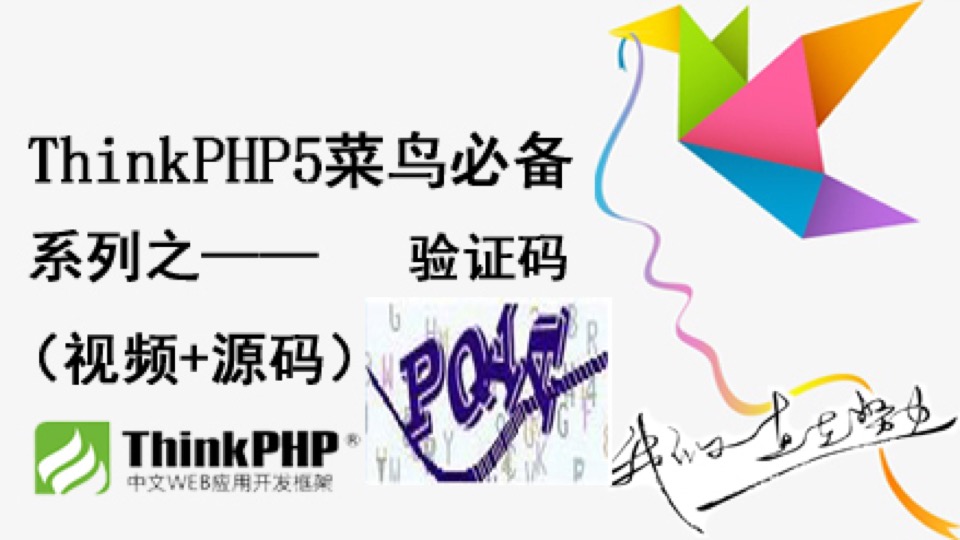 ThinkPHP5菜鸟必备
系列之—— 验证码
（视频+源码）
ThinkPHP®
中文WEB应用开发框架
我们一直在努力